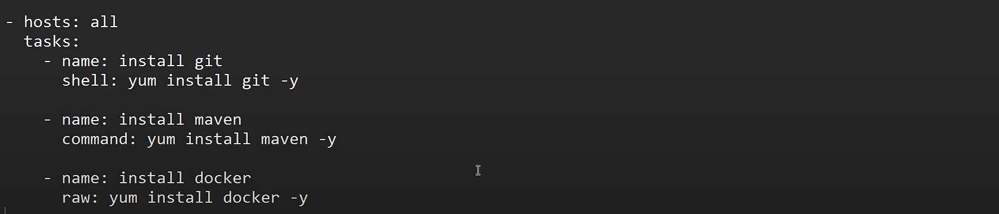 - hosts: all
  tasks:
    - name: install git
      shell: yum install git -y
    - name: install maven
      command: yum install maven -y
    - name: install docker
      raw: yum install docker -y